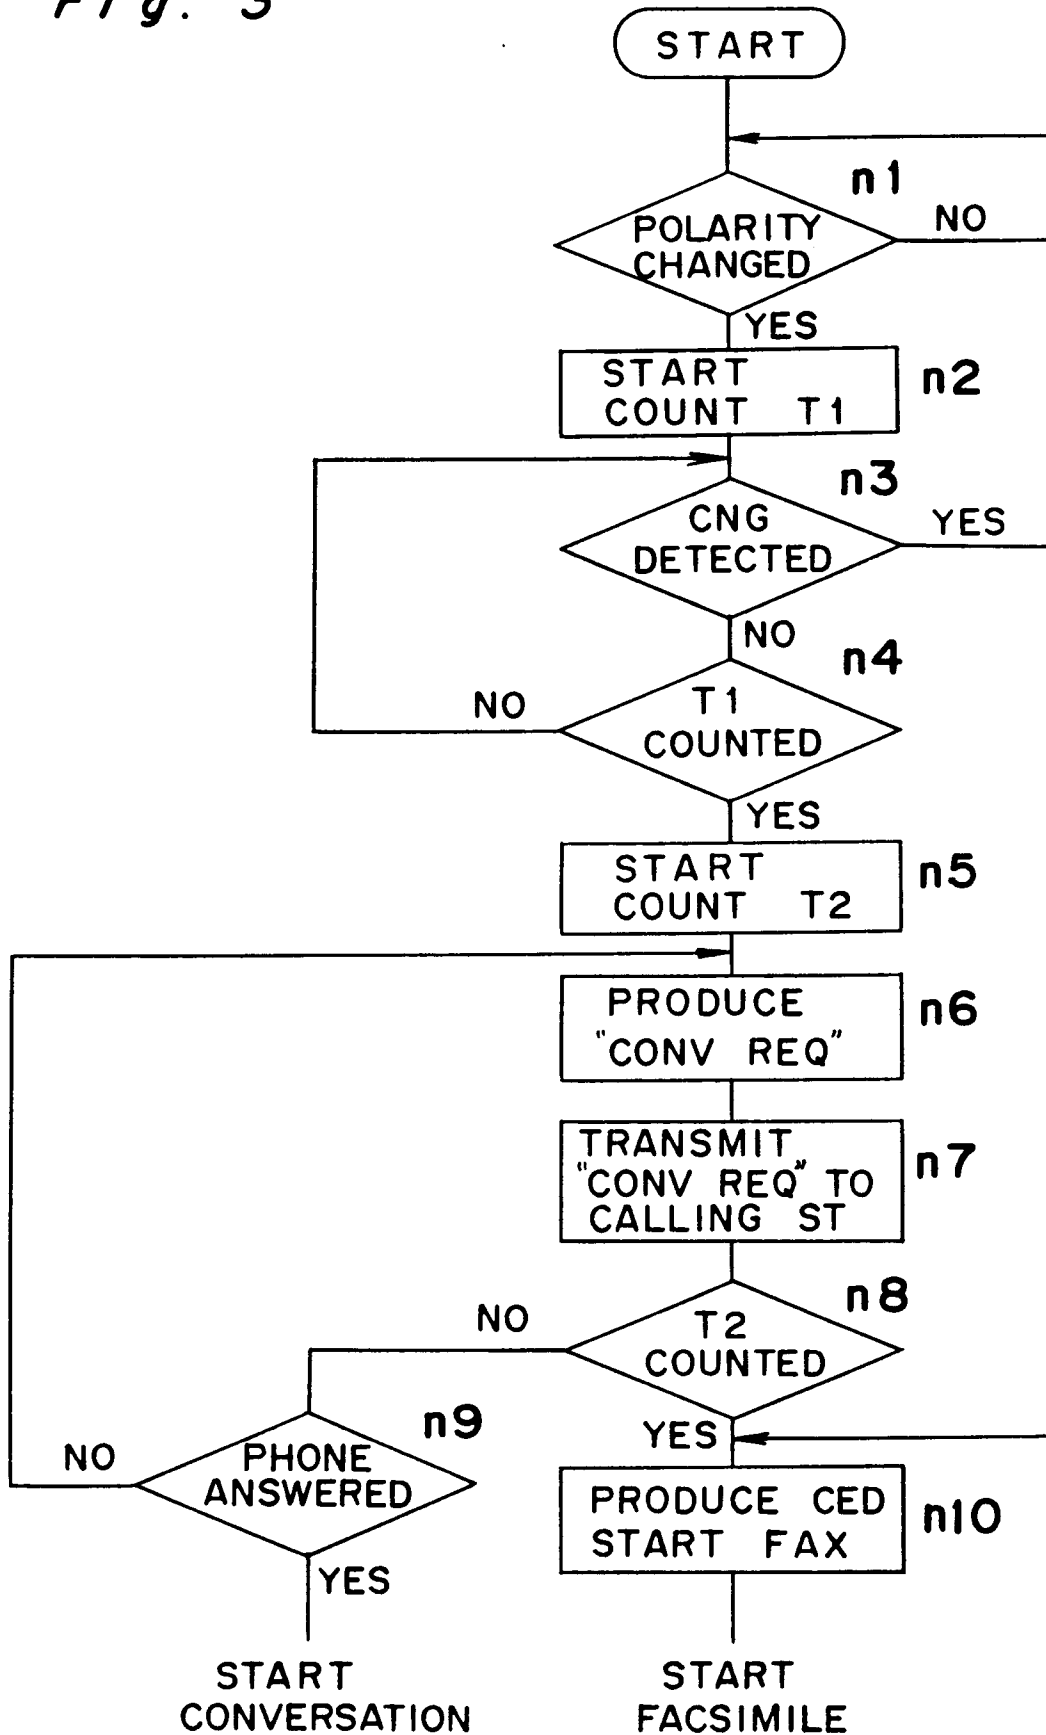 Fig. 3
START
n1
POLARITY
CHANGED
NO
YES
START
COUNT T1
n2
n3
CNG
DETECTED
YES
NO
n4
T1
COUNTED
NO
YES
START
COUNT T2
n5
PRODUCE
"CONV REQ"
n6
TRANSMIT
"CONV REQ" TO
CALLING ST
n7
n8
T2
COUNTED
NO
YES
n9
PHONE
ANSWERED
NO
YES
PRODUCE CED
START FAX
n10
START
CONVERSATION
START
FACSIMILE